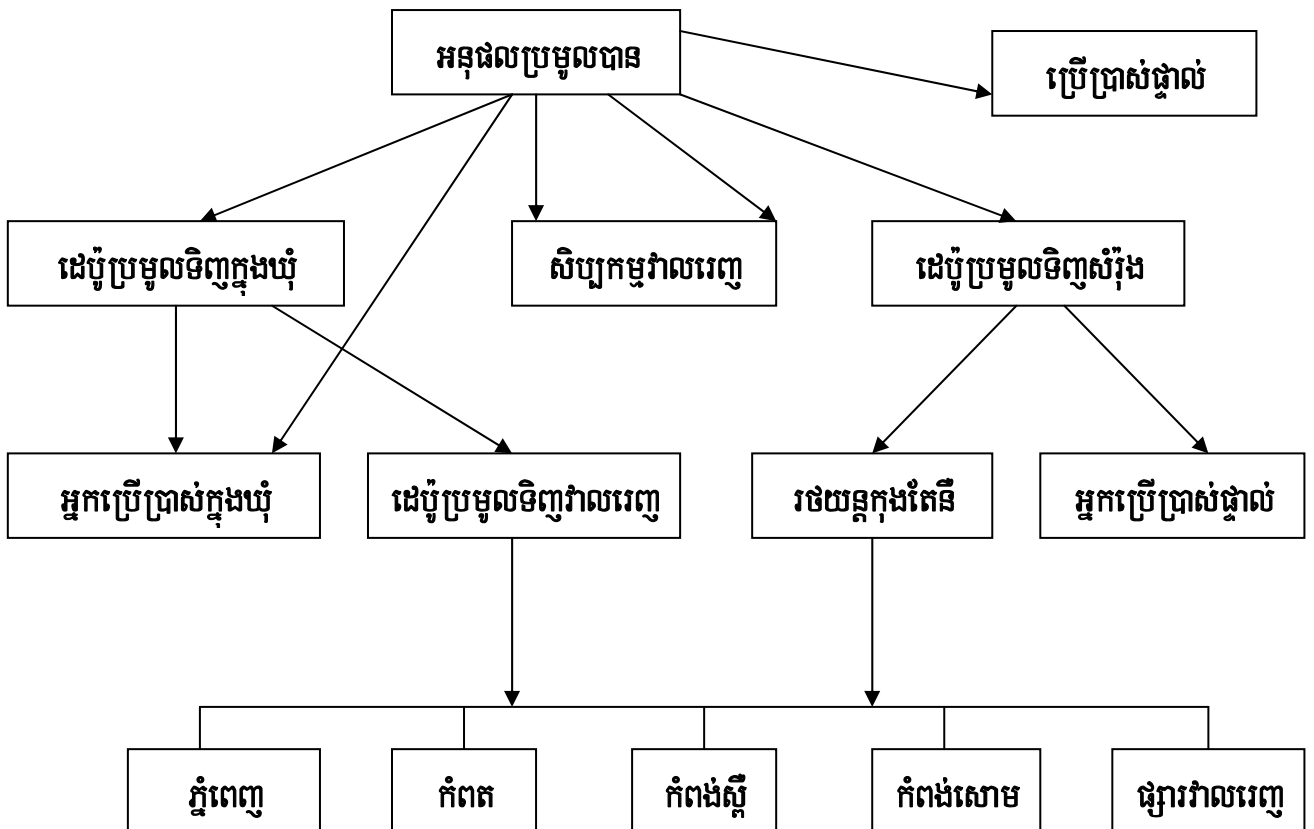 អនុផលប្រមូលបាន
ប្រើប្រាស់ផ្ទាល់
ដេប៉ូប្រមូលទិញក្នុងឃុំ
សិប្បកម្មវាលរេញ
ដេប៉ូប្រមូលទិញសំរ៉ុង
អ្នកប្រើប្រាស់ក្នុងឃុំ
ដេប៉ូប្រមូលទិញវាលរេញ
រថយន្តកុងតែនឺ
អ្នកប្រើប្រាស់ផ្ទាល់
ភ្នំពេញ
កំពត
កំពង់ស្ពឺ
កំពង់សោម
ផ្សារវាលរេញ